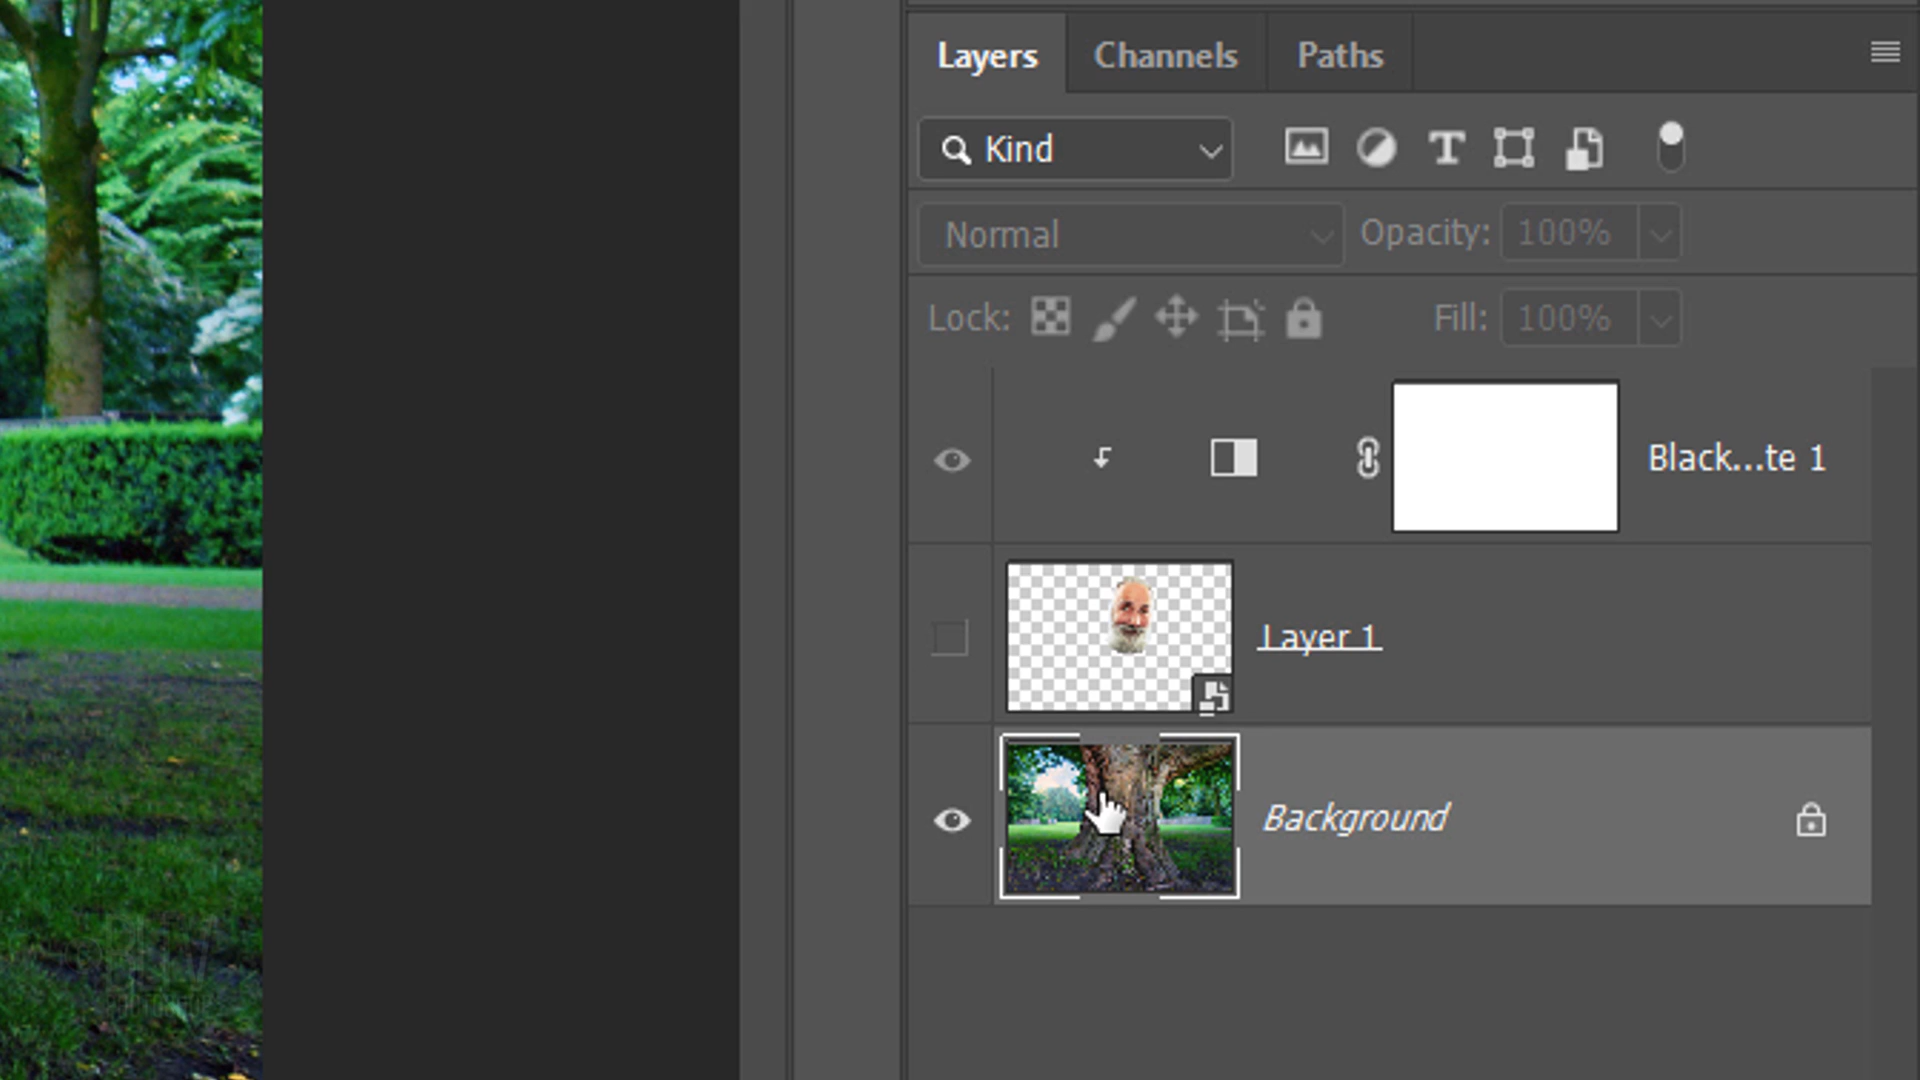 Layers Channels Paths
Kind
Normal Opacity: 100%
Lock: Fill: 100%
Black...te 1
Layer 1
Background